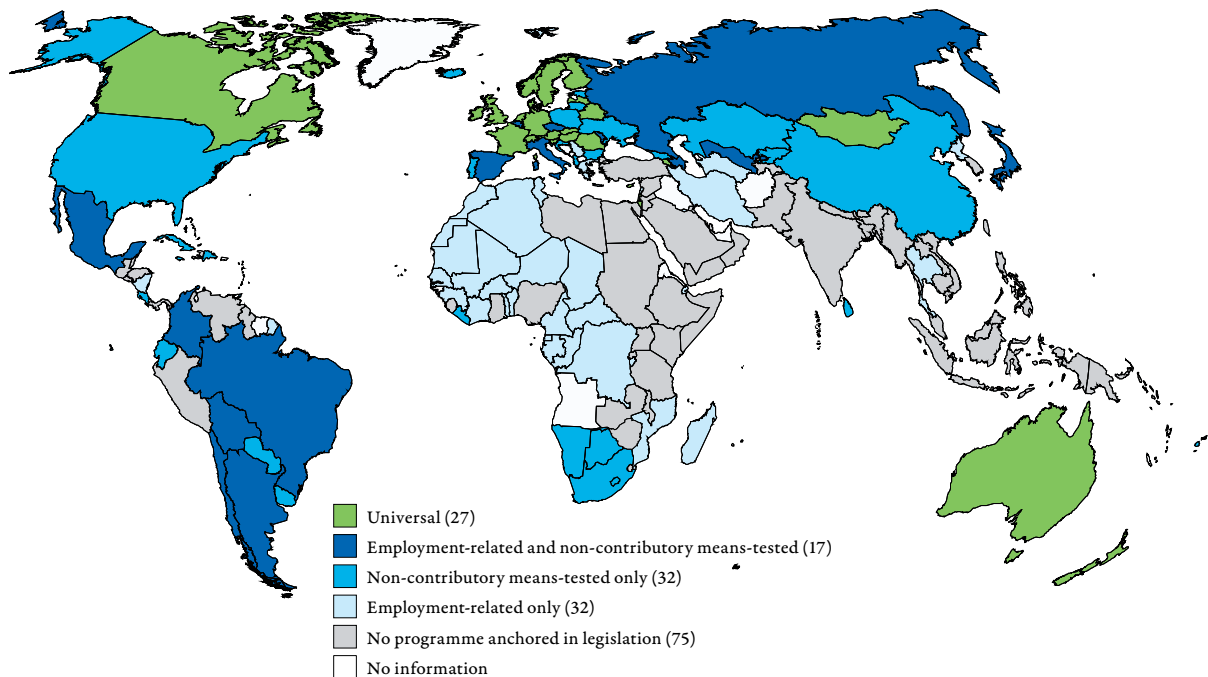 Universal (27)
Employment-related and non-contributory means-tested (17)
Non-contributory means-tested only (32)
Employment-related only (32)
No programme anchored in legislation (75)
No information